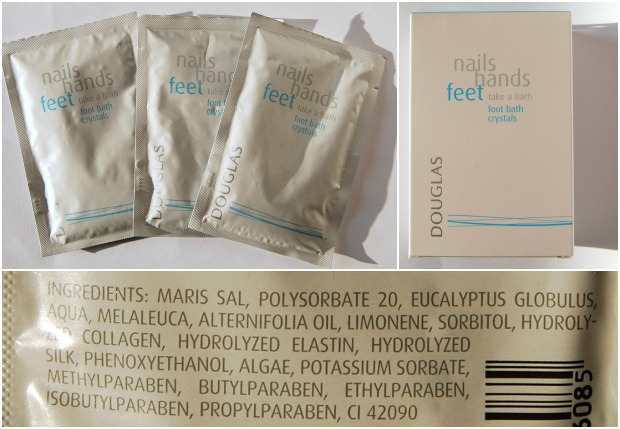 nails
hands
feet take a bath
foot bath
crystals
nails
hands
feet take a
foot b
crysta
DOUGLAS
nails
hands
feet take a bath
foot bath
crystals
DOUGLAS
nails
hands
feet take a bath
foot bath
crystals
DOUGLAS
INGREDIENTS: MARIS SAL, POLYSORBATE 20, EUCALYPTUS GLOBULUS,
AQUA, MELALEUCA, ALTERNIFOLIA OIL, LIMONENE, SORBITOL, HYDROLY-
ZED COLLAGEN, HYDROLYZED ELASTIN, HYDROLYZED
SILK, PHENOXYETHANOL, ALGAE, POTASSIUM SORBATE,
METHYLPARABEN, BUTYLPARABEN, ETHYLPARABEN,
ISOBUTYLPARABEN, PROPYLPARABEN, CI 42090
6085